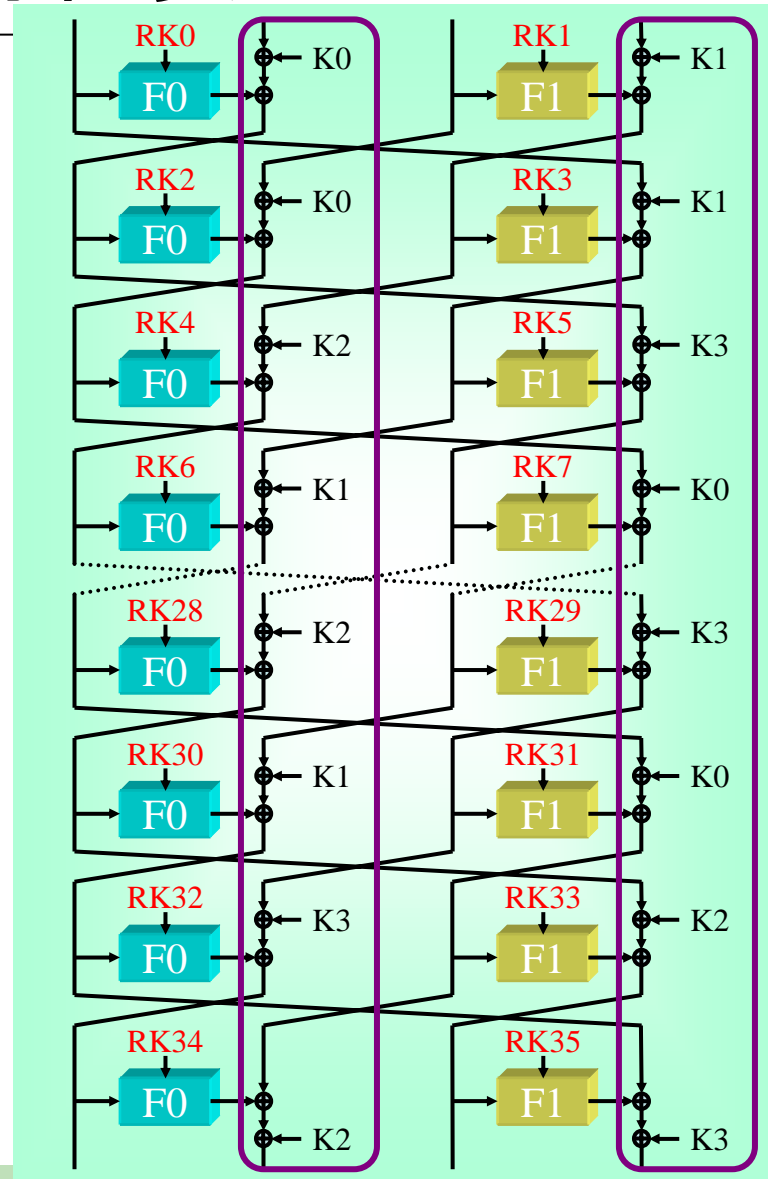 RK0 K0 RK1 K1
F0 F1
RK2 K0 RK3 K1
F0 F1
RK4 K2 RK5 K3
F0 F1
RK6 K1 RK7 K0
F0 F1
RK28 K2 RK29 K3
F0 F1
RK30 K1 RK31 K0
F0 F1
RK32 K3 RK33 K2
F0 F1
RK34 RK35
F0 F1
K2 K3